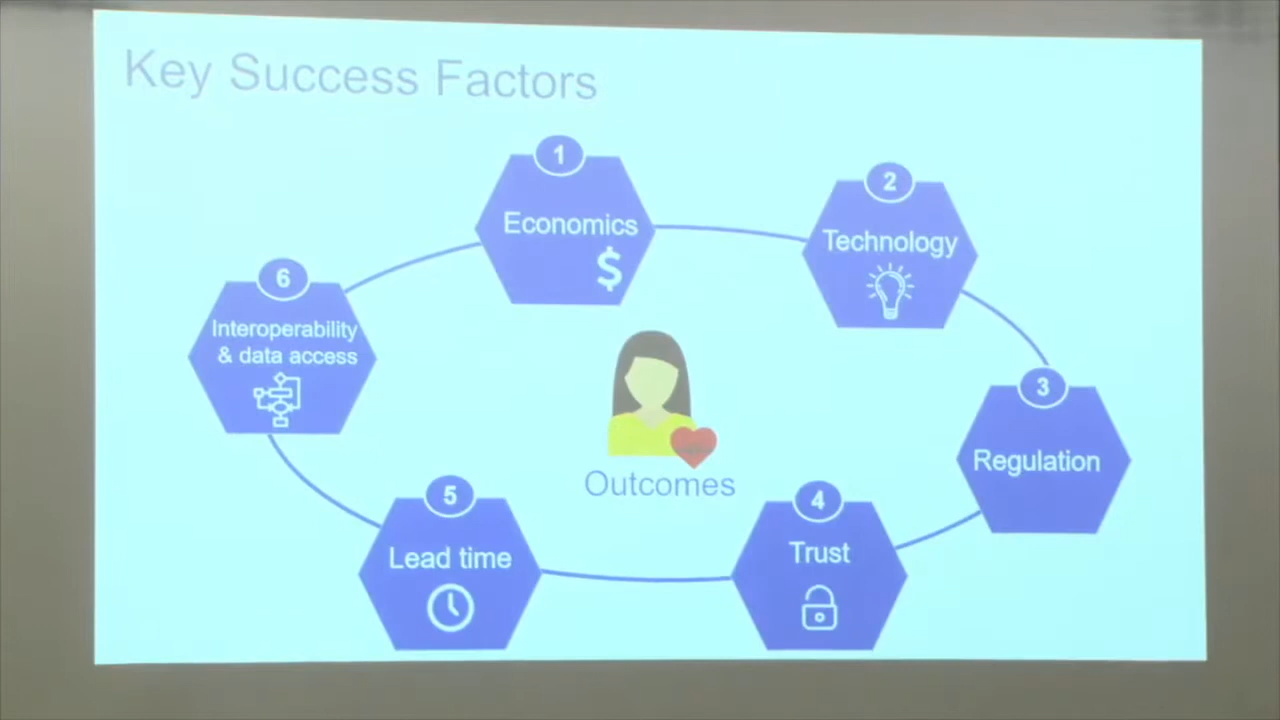 Key Success Factors
1
Economics
$
2
Technology
3
Regulation
4
Trust
5
Lead time
6
Interoperability
& data access
Outcomes